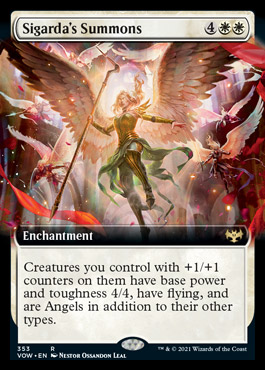 Sigarda's Summons 4
Enchantment
Creatures you control with +1/+1
counters on them have base power
and toughness 4/4, have flying, and
are Angels in addition to their other
types.
353 R
VOW • EN Nestor Ossandon Leal
™ & © 2021 Wizards of the Coast